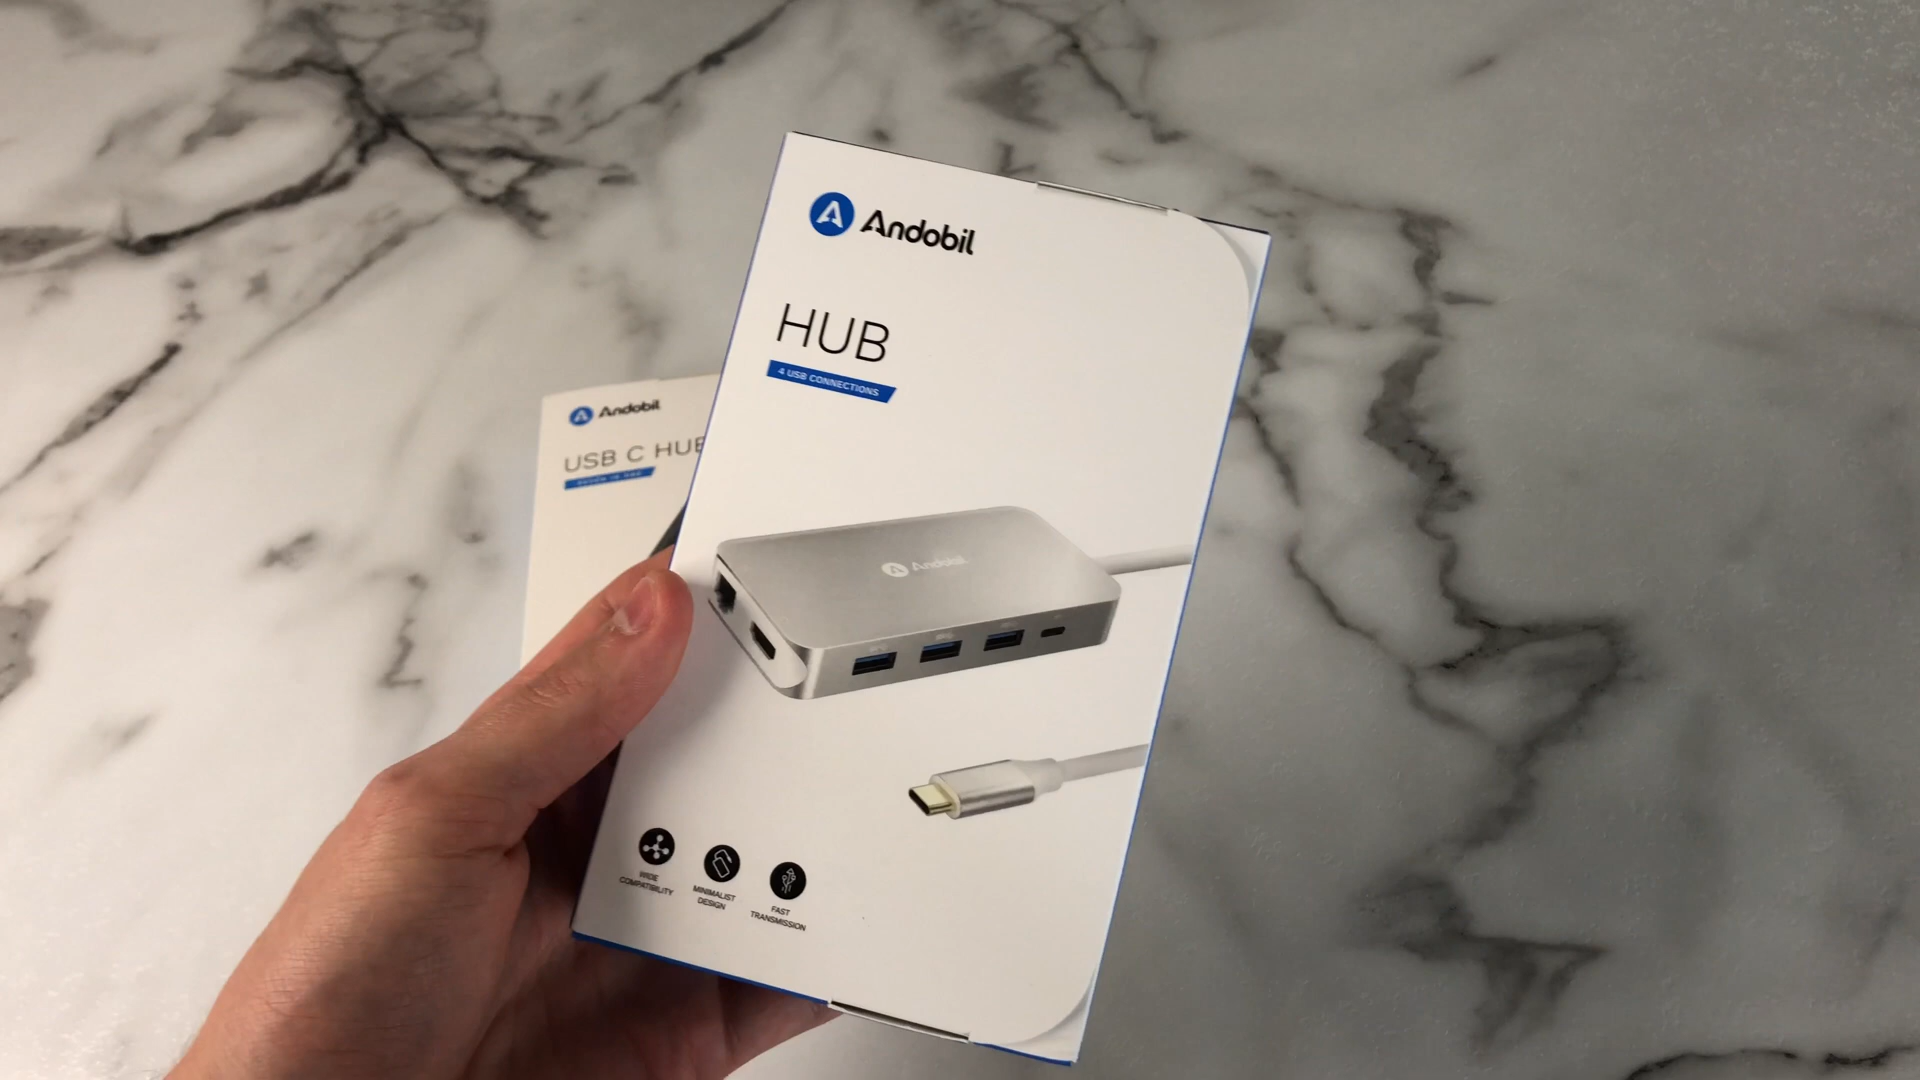 Andobil
HUB
4 USB CONNECTIONS
Andobil
WIDE
COMPATIBILITY
MINIMALIST
DESIGN
FAST
TRANSMISSION
Andobil
USB C HUB